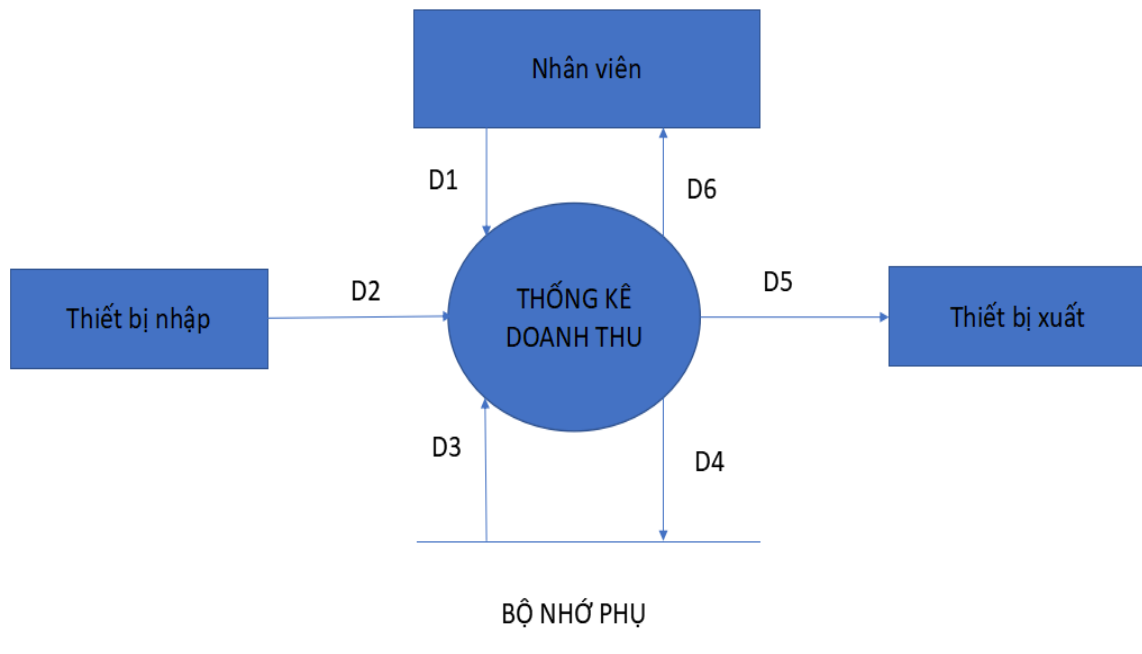 Nhân viên
D1
D6
D2
D5
Thiết bị nhập
THỐNG KÊ
DOANH THU
Thiết bị xuất
D3
D4
BỘ NHỚ PHỤ